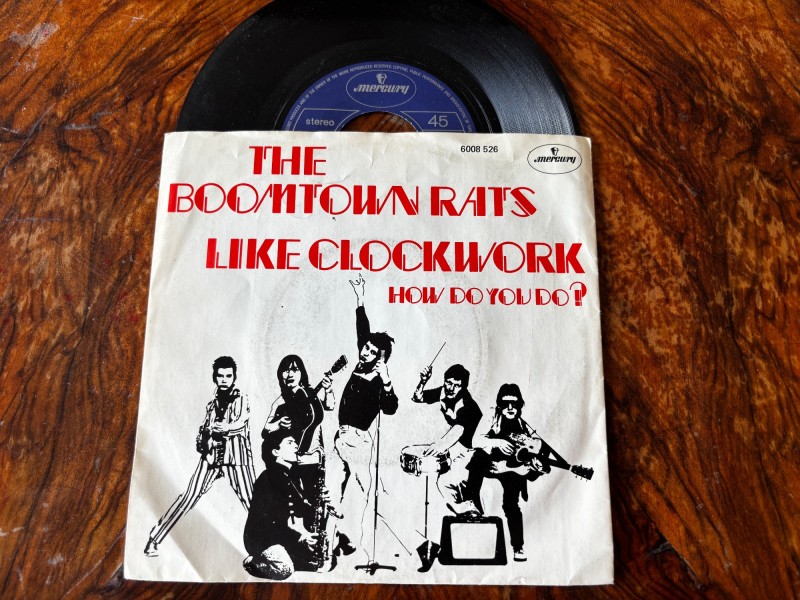 mercury
stereo
45
6008 526
mercury
THE
BOOMTOWN RATS
LIKE CLOCKWORK
HOW DO YOU DO?